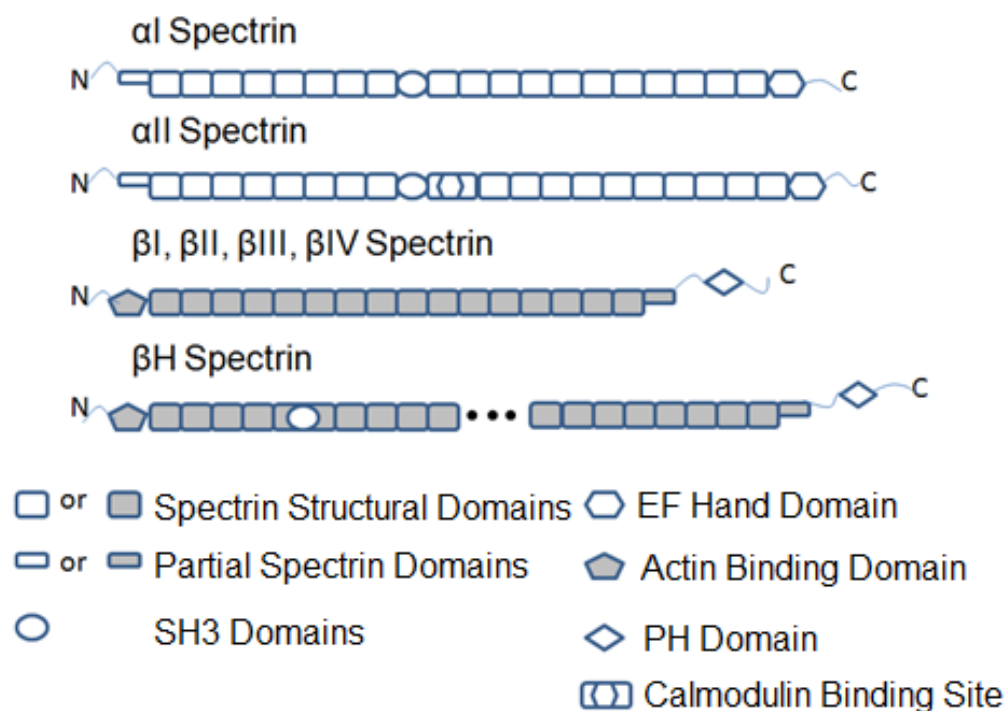 αI Spectrin
N C
αII Spectrin
N C
βI, βII, βIII, βIV Spectrin
N C
βH Spectrin
N C
or Spectrin Structural Domains EF Hand Domain
or Partial Spectrin Domains Actin Binding Domain
SH3 Domains PH Domain
Calmodulin Binding Site